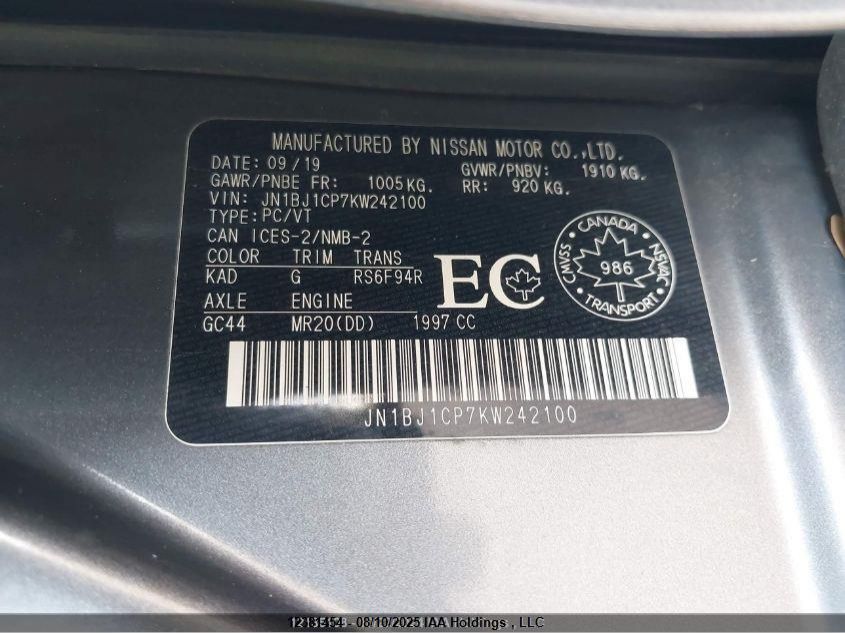 MANUFACTURED BY NISSAN MOTOR CO.,LTD.
DATE: 09/19 GVWR/PNBV: 1910 KG.
GAWR/PNBE FR: 1005 KG. RR: 920 KG.
VIN: JN1BJ1CP7KW242100
TYPE: PC/VT
CAN ICES-2/NMB-2
COLOR TRIM TRANS
KAD G RS6F94R
AXLE ENGINE
GC44 MR20(DD) 1997 CC
EC
CANADA
CMVSS 986 NSVAC
TRANSPORT
JN1BJ1CP7KW242100
08/10/2025 IAA Holdings , LLC